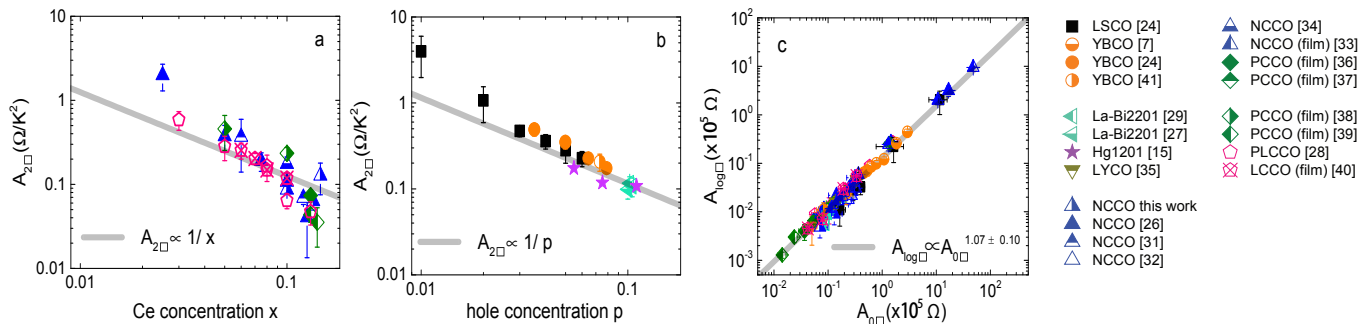 a
A2□(Ω/K²)
10
1
0.1
0.01
0.1
A2□ ∝ 1/ x
Ce concentration x
b
A2□(Ω/K²)
10
1
0.1
0.01
0.01
0.1
A2□ ∝ 1/ p
hole concentration p
c
Alog□(x10⁵ Ω)
10²
10¹
10⁰
10⁻¹
10⁻²
10⁻³
10⁻²
10⁻¹
10⁰
10¹
10²
Alog□∝A0□^1.07 ± 0.10
A0□(x10⁵ Ω)
LSCO [24]
YBCO [7]
YBCO [24]
YBCO [41]
La-Bi2201 [29]
La-Bi2201 [27]
Hg1201 [15]
LYCO [35]
NCCO this work
NCCO [26]
NCCO [31]
NCCO [32]
NCCO [34]
NCCO (film) [33]
PCCO (film) [36]
PCCO (film) [37]
PCCO (film) [38]
PCCO (film) [39]
PLCCO [28]
LCCO (film) [40]